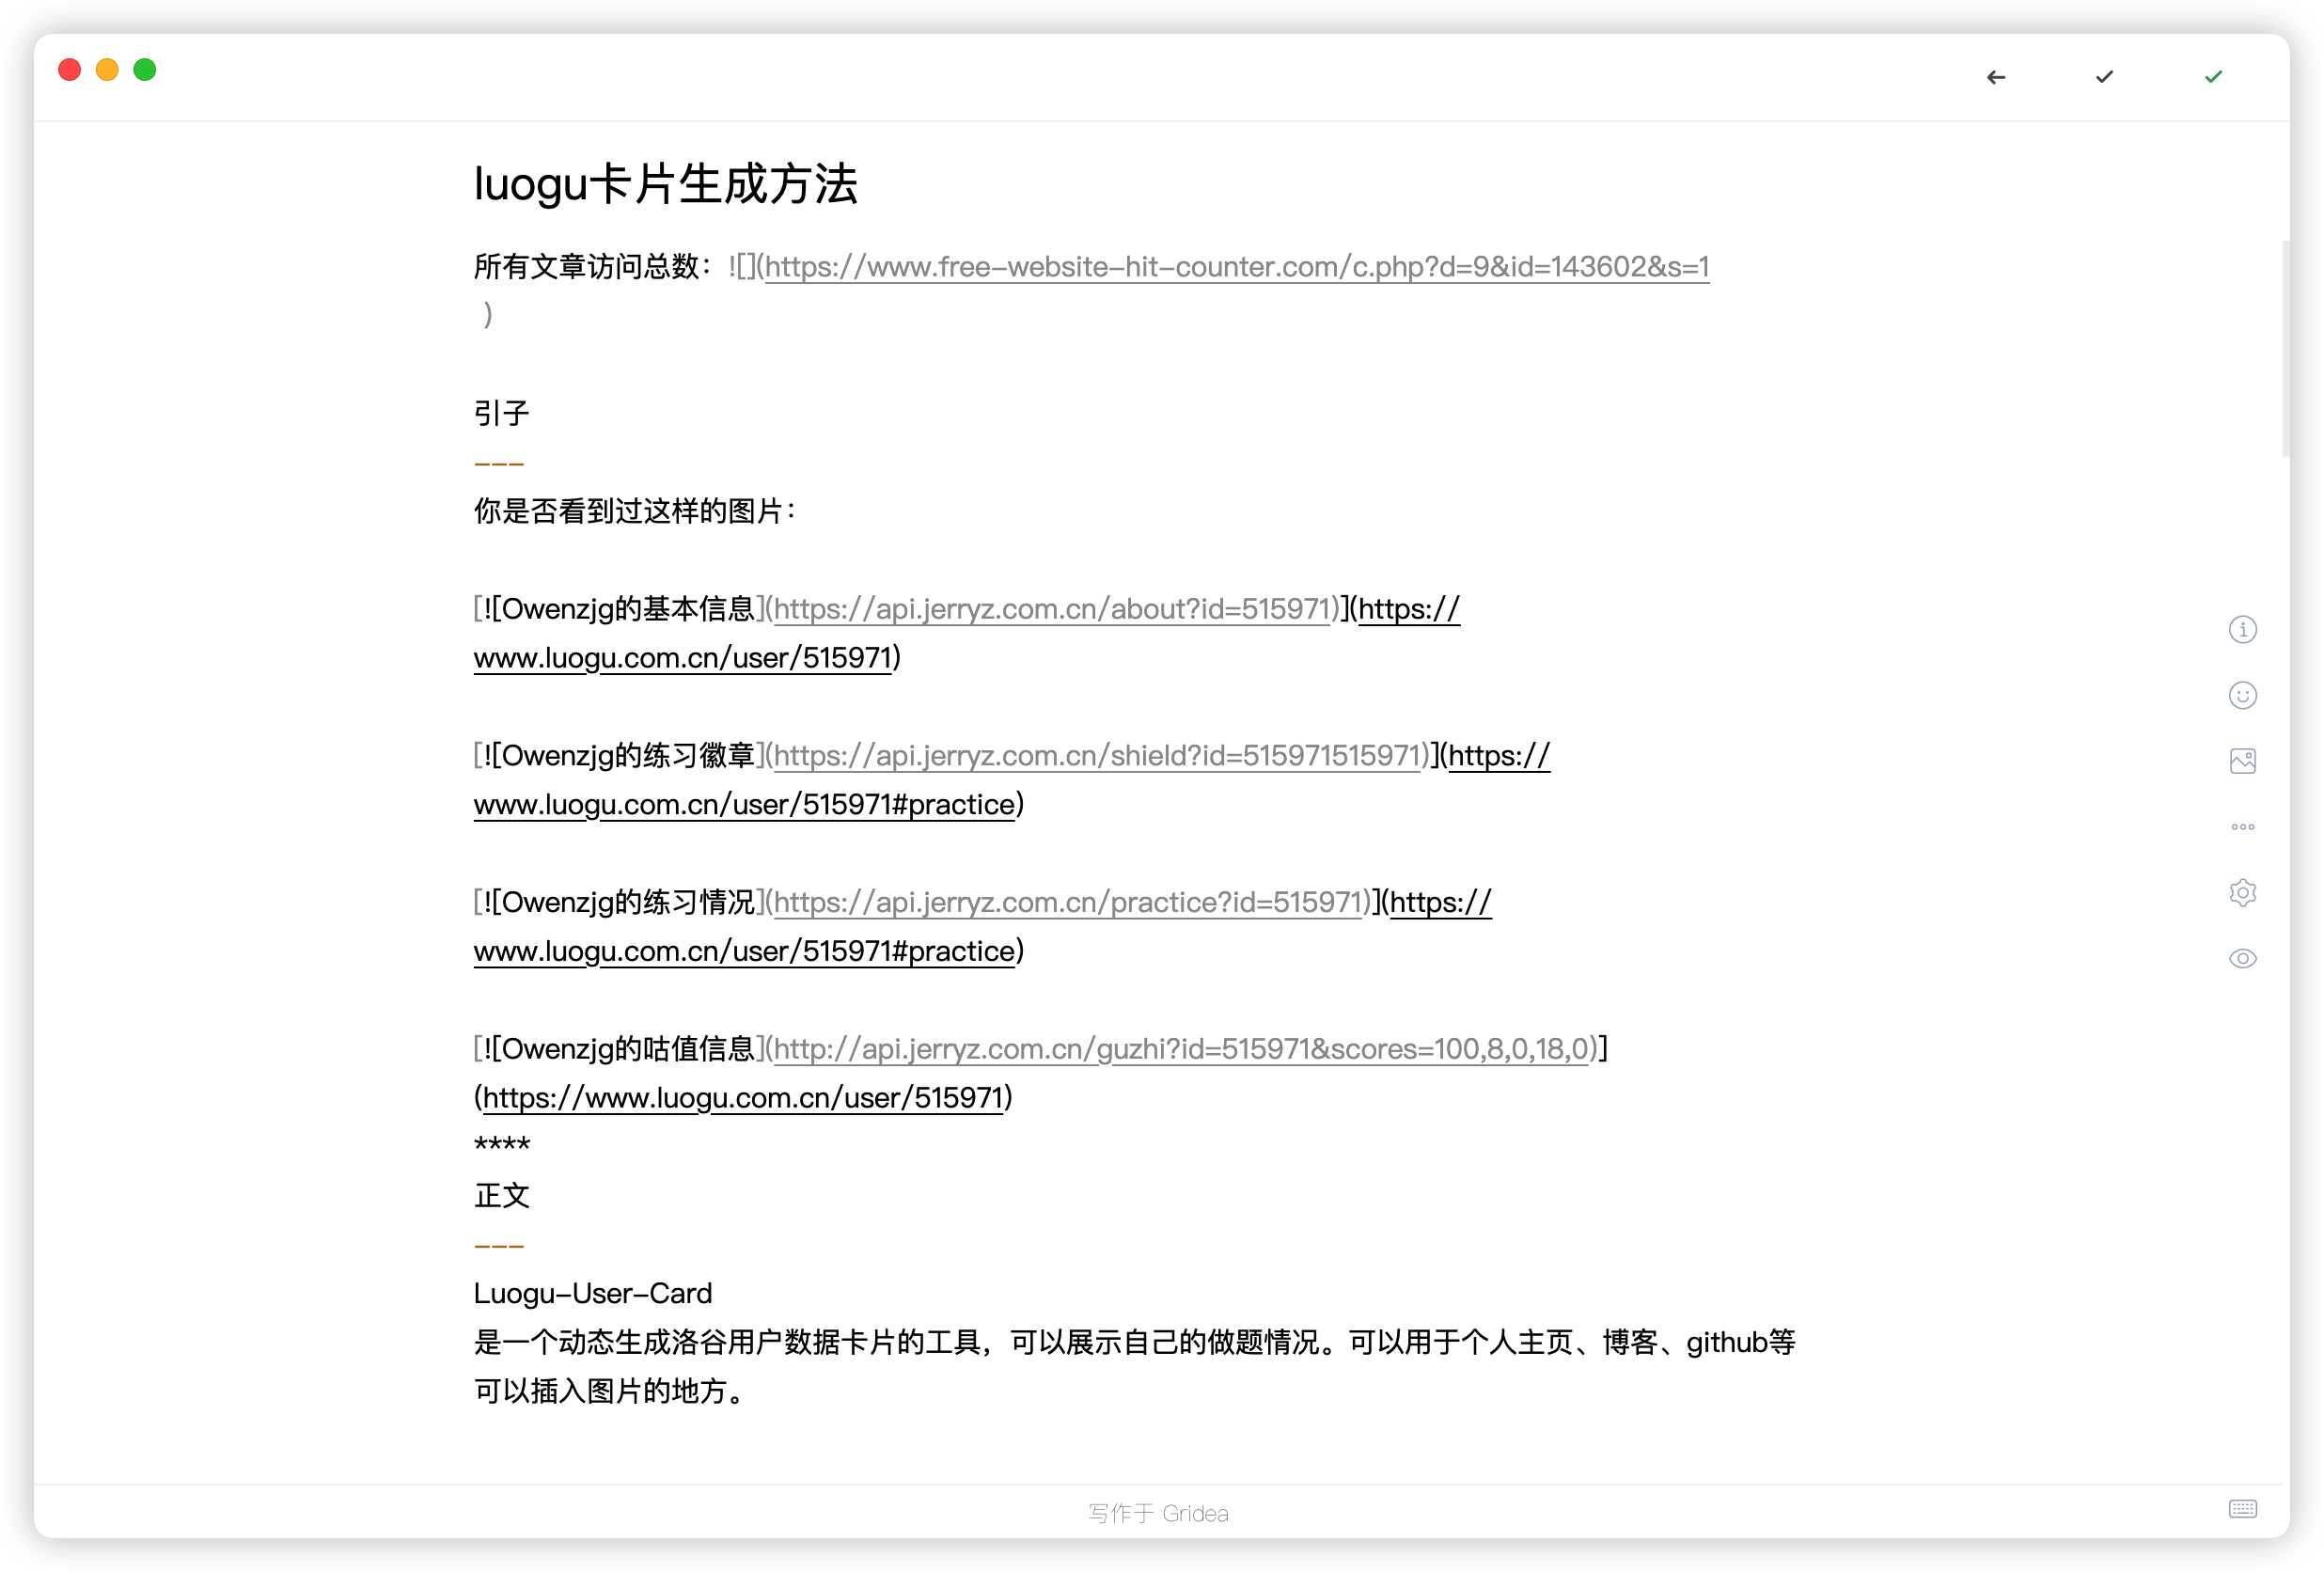 luogu卡片生成方法
所有文章访问总数：![](https://www.free-website-hit-counter.com/c.php?d=9&id=143602&s=1
)
引子
---
你是否看到过这样的图片：
[![Owenzjg的基本信息](https://api.jerryz.com.cn/about?id=515971)](https://
www.luogu.com.cn/user/515971)
[![Owenzjg的练习徽章](https://api.jerryz.com.cn/shield?id=515971515971)](https://
www.luogu.com.cn/user/515971#practice)
[![Owenzjg的练习情况](https://api.jerryz.com.cn/practice?id=515971)](https://
www.luogu.com.cn/user/515971#practice)
[![Owenzjg的咕值信息](http://api.jerryz.com.cn/guzhi?id=515971&scores=100,8,0,18,0)]
(https://www.luogu.com.cn/user/515971)
****
正文
---
Luogu-User-Card
是一个动态生成洛谷用户数据卡片的工具，可以展示自己的做题情况。可以用于个人主页、博客、github等
可以插入图片的地方。
写作于 Gridea